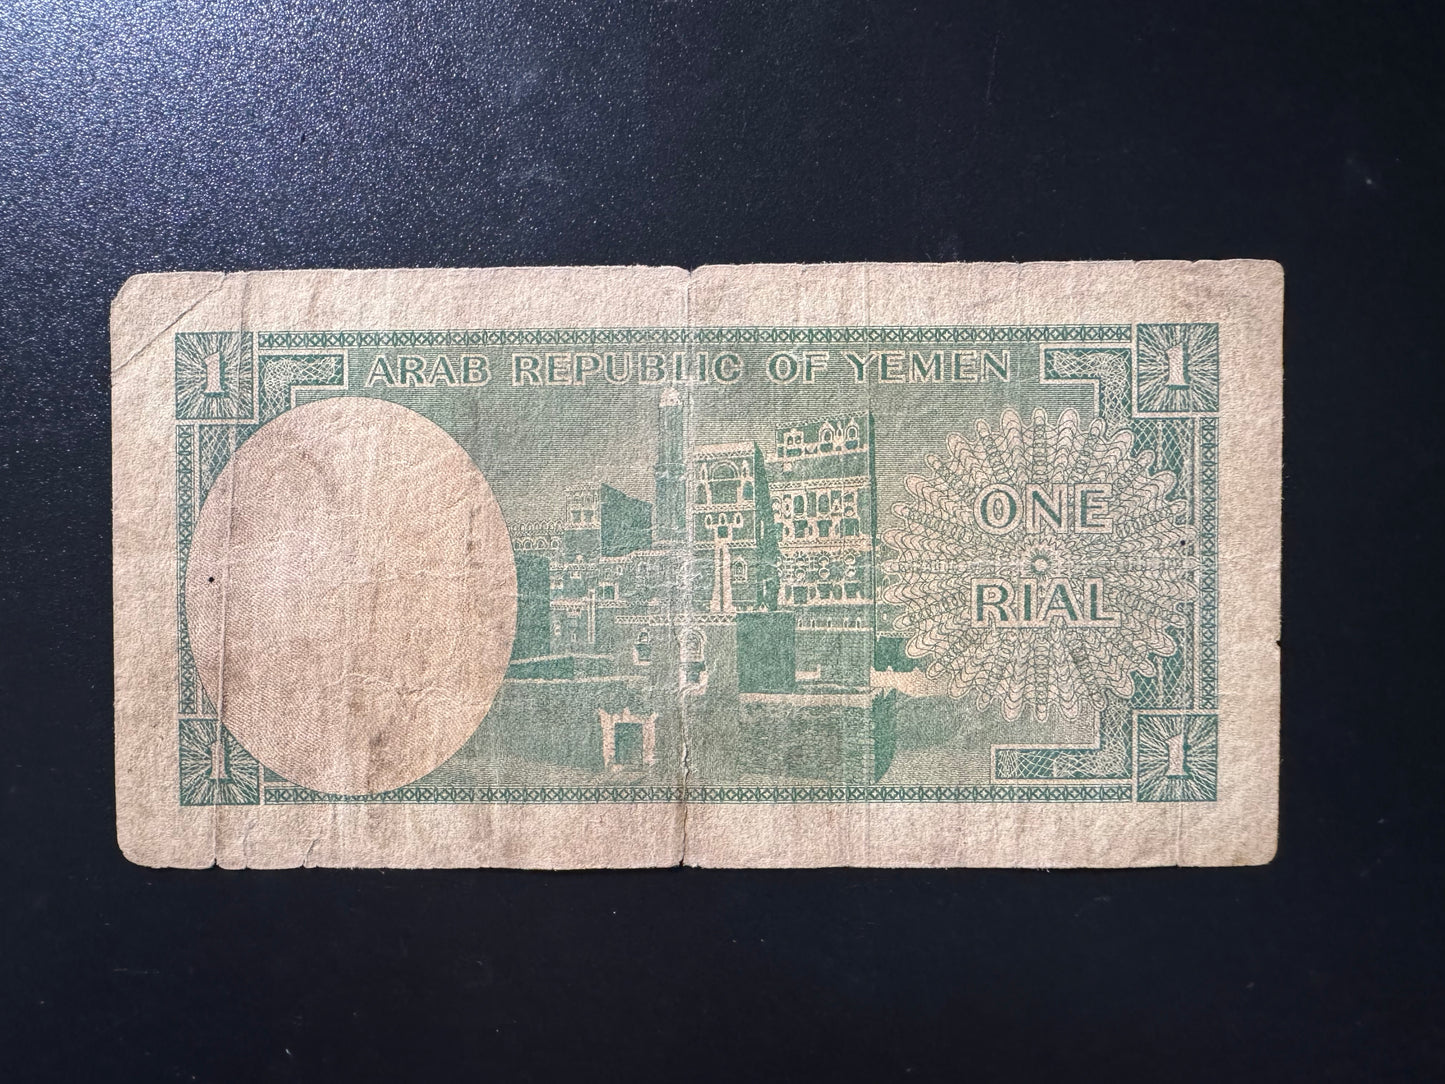 1 ARAB REPUBLIC OF YEMEN 1
ONE
RIAL
1 1